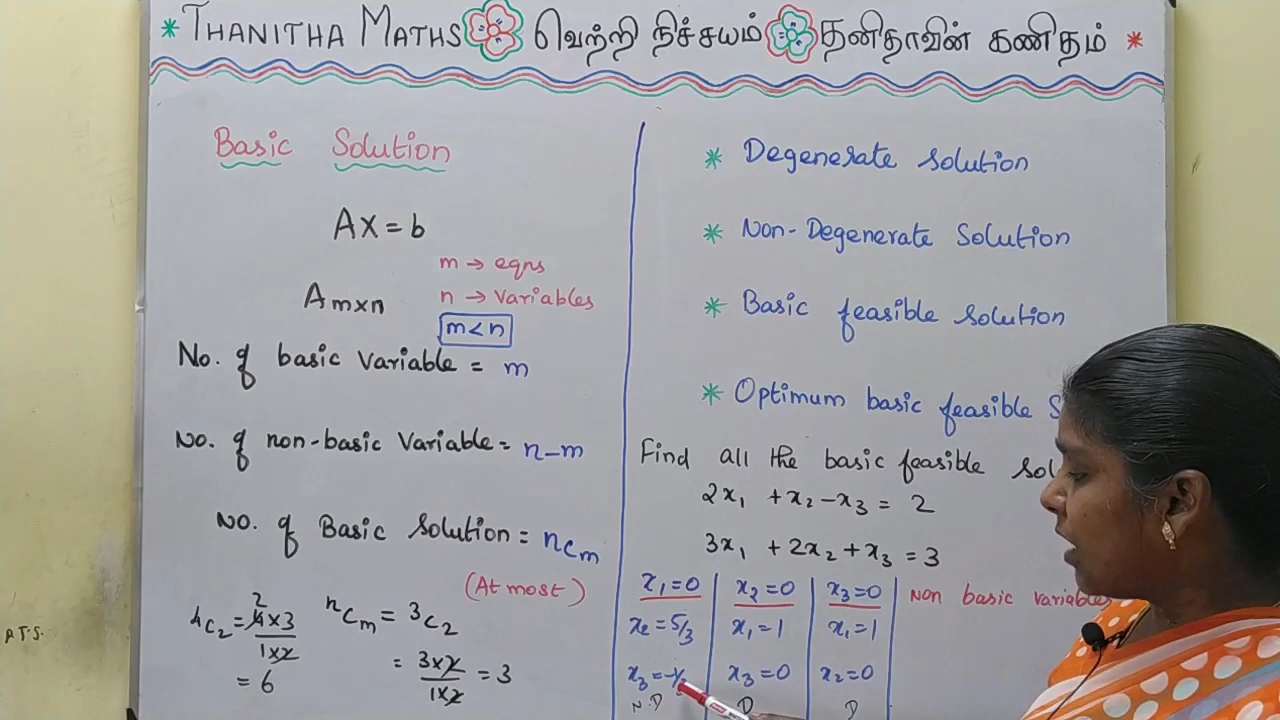 * THANITHA MATHS வெற்றி நிச்சயம் தனிதாவின் கணிதம் *
Basic Solution
AX = b
m → eqns
Am×n n → Variables
m < n
No. of basic Variable = m
No. of non-basic Variable = n-m
No. of Basic Solution = nCm
(At most)
4C2 = 4×3 / 1×2
2
= 6
nCm = 3C2
= 3×2 / 1×2 = 3
* Degenerate solution
* Non-Degenerate Solution
* Basic feasible solution
* Optimum basic feasible S
Find all the basic feasible sol
2x1 + x2 - x3 = 2
3x1 + 2x2 + x3 = 3
x1 = 0 x2 = 0 x3 = 0 Non basic variables
x2 = 5/3 x1 = 1 x1 = 1
x3 = -1/ x3 = 0 x2 = 0
N.D D D
P.T.S.